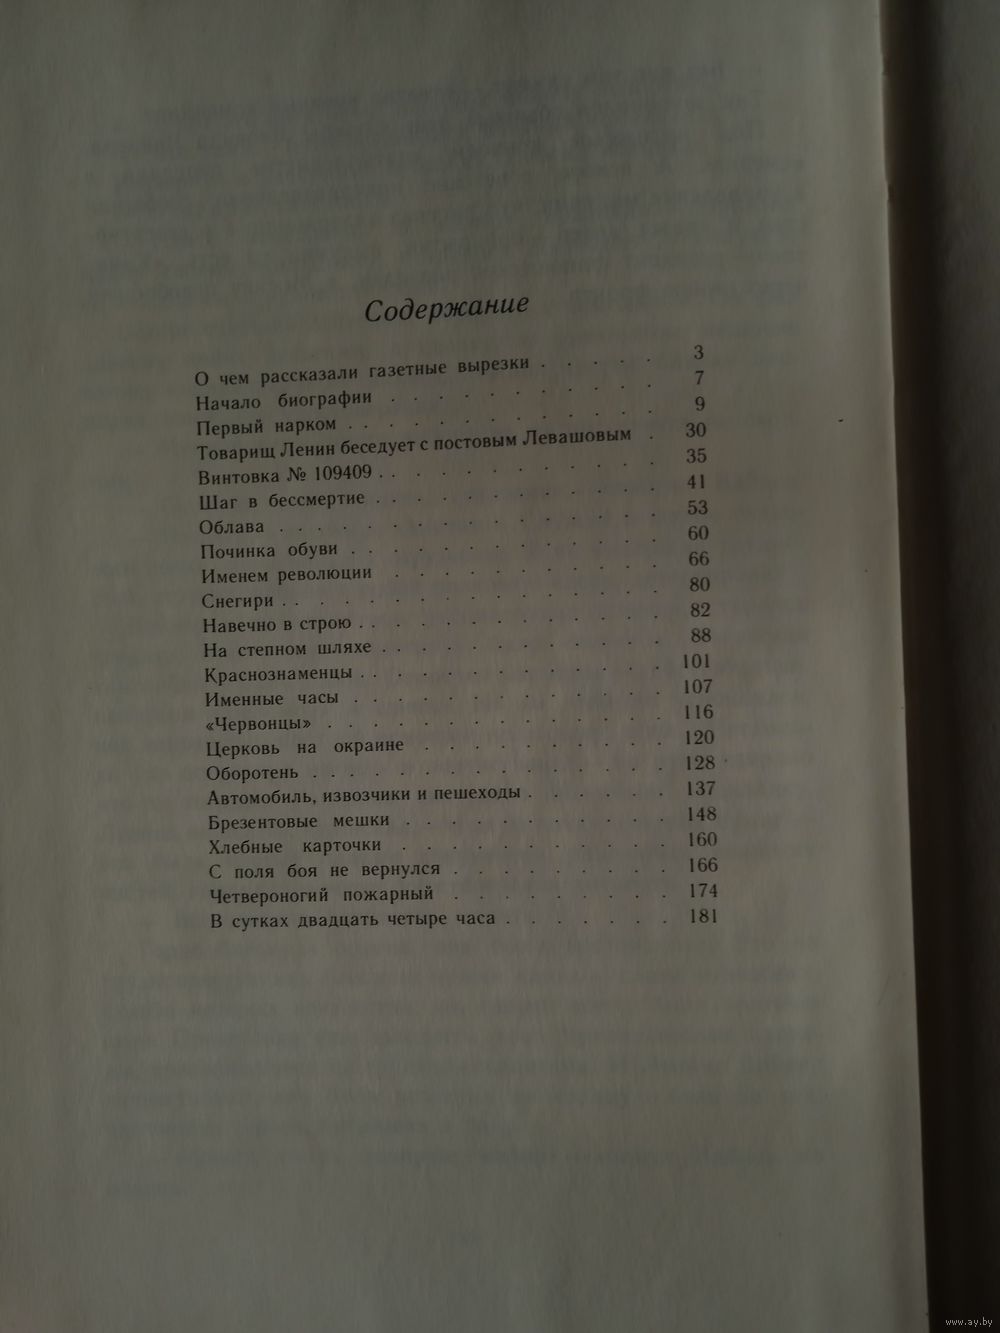 Содержание
О чем рассказали газетные вырезки . . . . . 3
Начало биографии . . . . . . . . . . 7
Первый нарком . . . . . . . . . . . . 9
Товарищ Ленин беседует с постовым Левашовым . 30
Винтовка № 109409 . . . . . . . . . . . 35
Шаг в бессмертие . . . . . . . . . . . 41
Облава . . . . . . . . . . . . . . 53
Починка обуви . . . . . . . . . . . . 60
Именем революции . . . . . . . . . . 66
Снегири . . . . . . . . . . . . . . 80
Навечно в строю . . . . . . . . . . . 82
На степном шляхе . . . . . . . . . . . 88
Краснознаменцы . . . . . . . . . . . . 101
Именные часы . . . . . . . . . . . . 107
«Червонцы» . . . . . . . . . . . . . 116
Церковь на окраине . . . . . . . . . 120
Оборотень . . . . . . . . . . . . . 128
Автомобиль, извозчики и пешеходы . . . . . 137
Брезентовые мешки . . . . . . . . . . 148
Хлебные карточки . . . . . . . . . . 160
С поля боя не вернулся . . . . . . . . 166
Четвероногий пожарный . . . . . . . . 174
В сутках двадцать четыре часа . . . . . . 181
www.ay.by